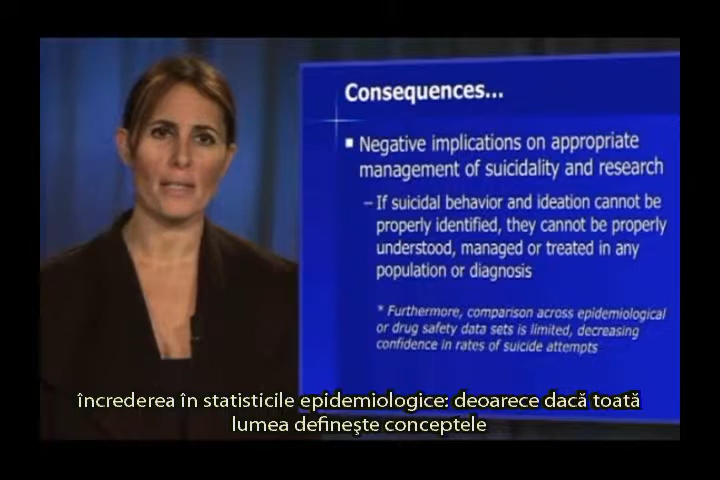 Consequences...
▪ Negative implications on appropriate
management of suicidality and research
– If suicidal behavior and ideation cannot be
properly identified, they cannot be properly
understood, managed or treated in any
population or diagnosis
* Furthermore, comparison across epidemiological
or drug safety data sets is limited, decreasing
confidence in rates of suicide attempts
încrederea în statisticile epidemiologice: deoarece dacă toată
lumea defineşte conceptele